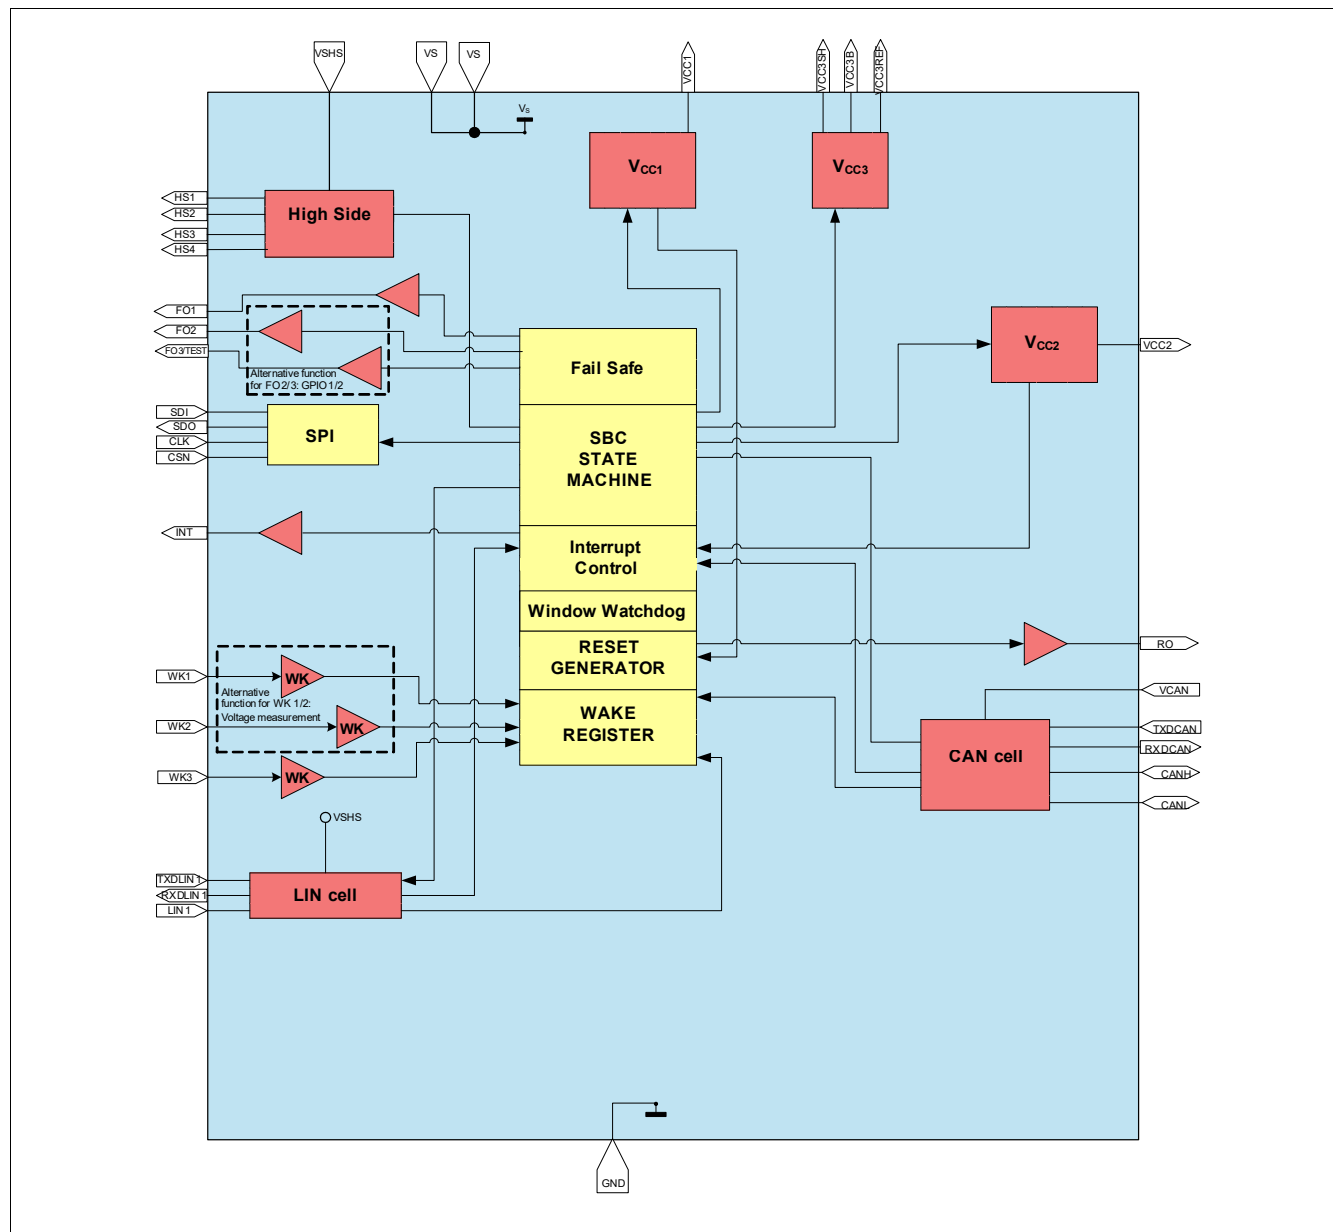 VSHS
VS
VS
VCC1
VCC3SH
VCC3B
VCC3REF
Vs
VCC1
VCC3
HS1
HS2
HS3
HS4
High Side
FO1
FO2
FO3/TEST
Alternative function
for FO2/3: GPIO1/2
Fail Safe
VCC2
VCC2
SDI
SDO
CLK
CSN
SPI
SBC
STATE
MACHINE
INT
Interrupt
Control
Window Watchdog
RESET
GENERATOR
RO
WK1
WK
Alternative
function for WK 1/2:
Voltage measurement
WK2
WK
WK3
WK
WAKE
REGISTER
VCAN
TXDCAN
RXDCAN
CANH
CANL
CAN cell
VSHS
TXDLIN1
RXDLIN1
LIN1
LIN cell
GND